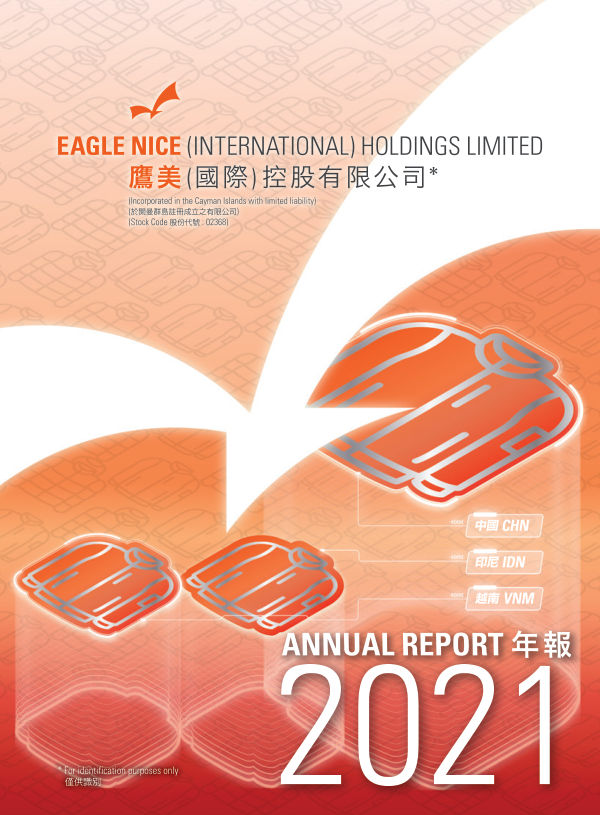 EAGLE NICE (INTERNATIONAL) HOLDINGS LIMITED
鷹美(國際)控股有限公司*
(Incorporated in the Cayman Islands with limited liability)
(於開曼群島註冊成立之有限公司)
(Stock Code 股份代號 : 02368)
中國 CHN
印尼 IDN
越南 VNM
ANNUAL REPORT 年報
2021
* For identification purposes only
僅供識別